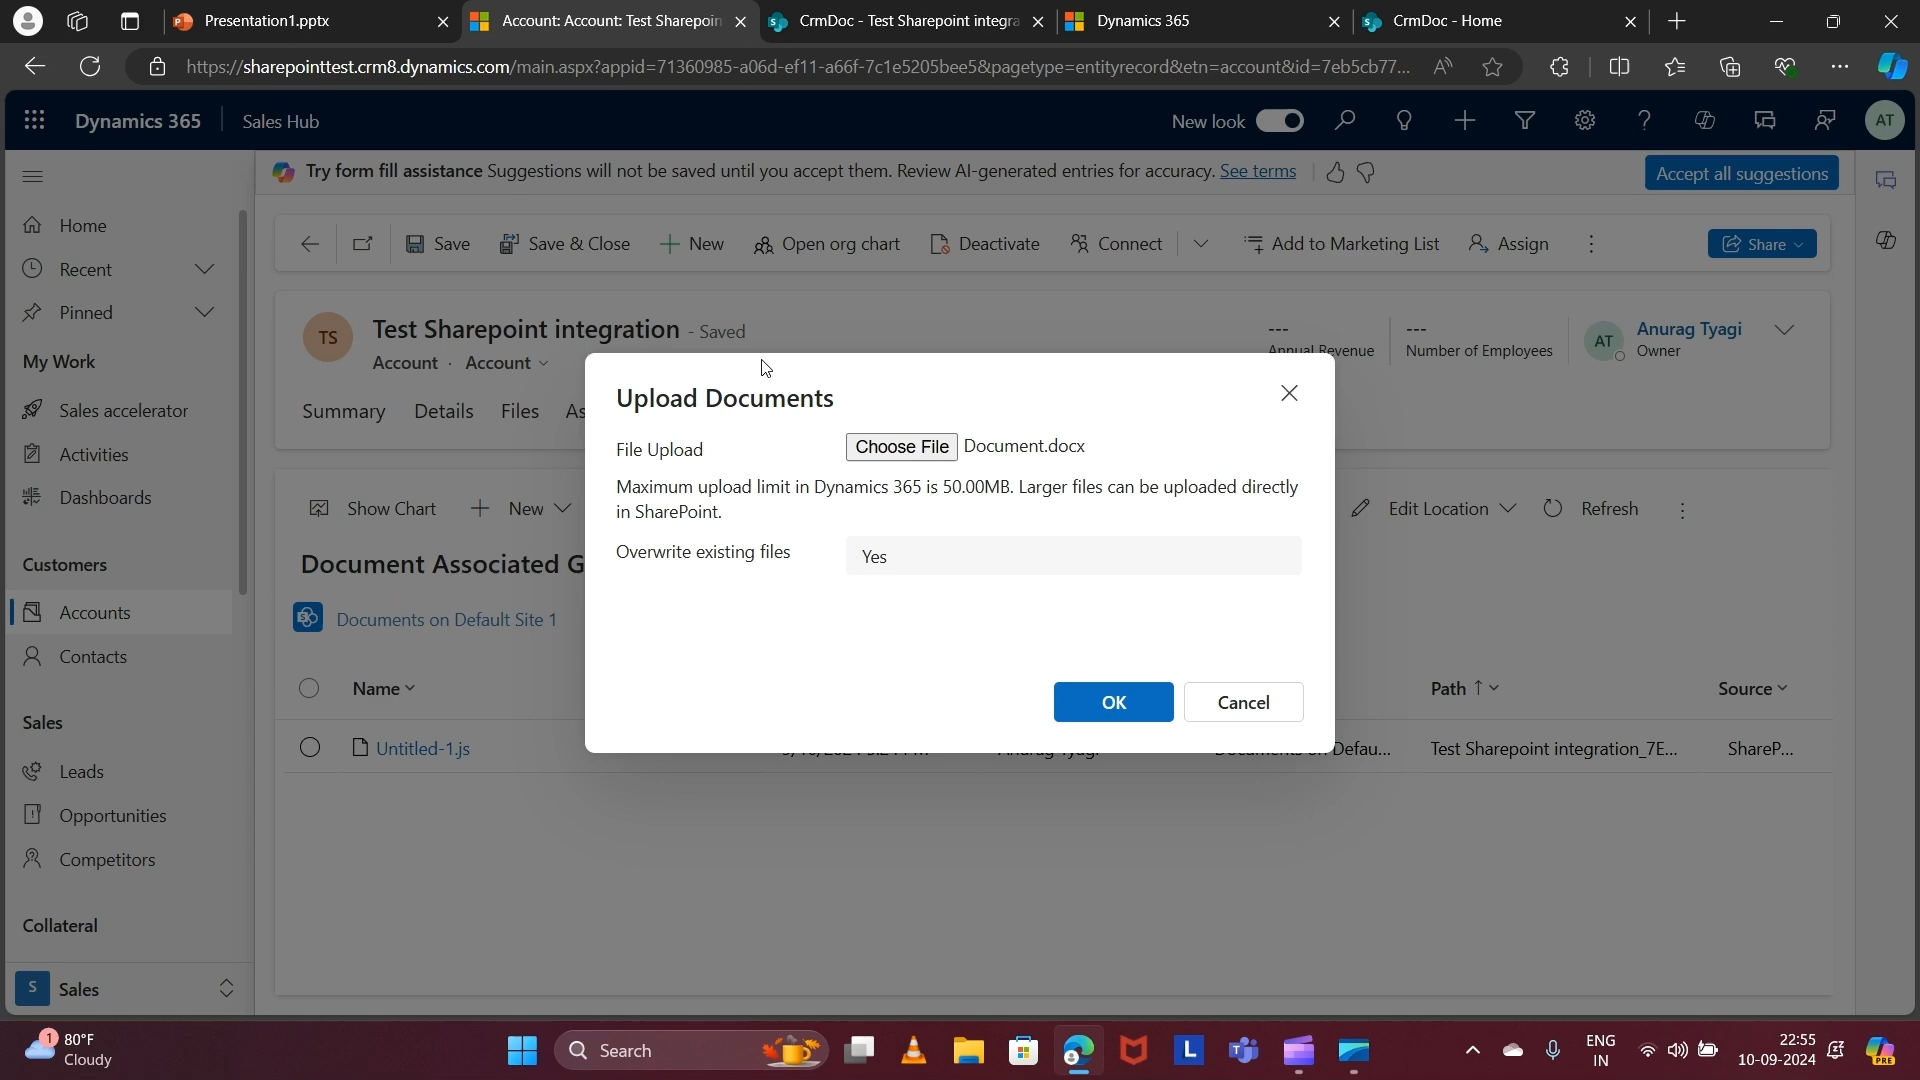 Presentation1.pptx
Account: Account: Test Sharepoin
CrmDoc - Test Sharepoint integra
Dynamics 365
CrmDoc - Home
https://sharepointtest.crm8.dynamics.com/main.aspx?appid=71360985-a06d-ef11-a66f-7c1e5205bee5&pagetype=entityrecord&etn=account&id=7eb5cb77...
Dynamics 365
Sales Hub
New look
AT
Try form fill assistance Suggestions will not be saved until you accept them. Review AI-generated entries for accuracy. See terms
Accept all suggestions
Home
Recent
Pinned
My Work
Sales accelerator
Activities
Dashboards
Customers
Accounts
Contacts
Sales
Leads
Opportunities
Competitors
Collateral
S Sales
Save
Save & Close
New
Open org chart
Deactivate
Connect
Add to Marketing List
Assign
Share
TS
Test Sharepoint integration - Saved
Account · Account
---
Annual Revenue
---
Number of Employees
AT
Anurag Tyagi
Owner
Summary
Details
Files
As
Show Chart
New
Edit Location
Refresh
Document Associated G
Documents on Default Site 1
Name
Path
Source
Untitled-1.js
Anurag Tyagi
Documents on Defau...
Test Sharepoint integration_7E...
ShareP...
Upload Documents
File Upload
Choose File Document.docx
Maximum upload limit in Dynamics 365 is 50.00MB. Larger files can be uploaded directly
in SharePoint.
Overwrite existing files
Yes
OK
Cancel
1
80°F
Cloudy
Search
L
ENG
IN
22:55
10-09-2024
PRE